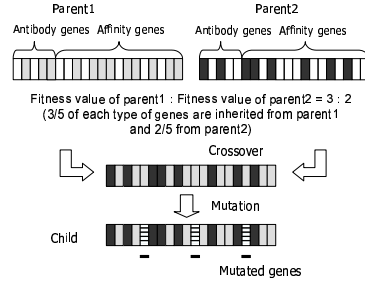 Parent1
Parent2
Antibody genes Affinity genes
Antibody genes Affinity genes
Fitness value of parent1 : Fitness value of parent2 = 3 : 2
(3/5 of each type of genes are inherited from parent1
and 2/5 from parent2)
Crossover
Mutation
Child
Mutated genes